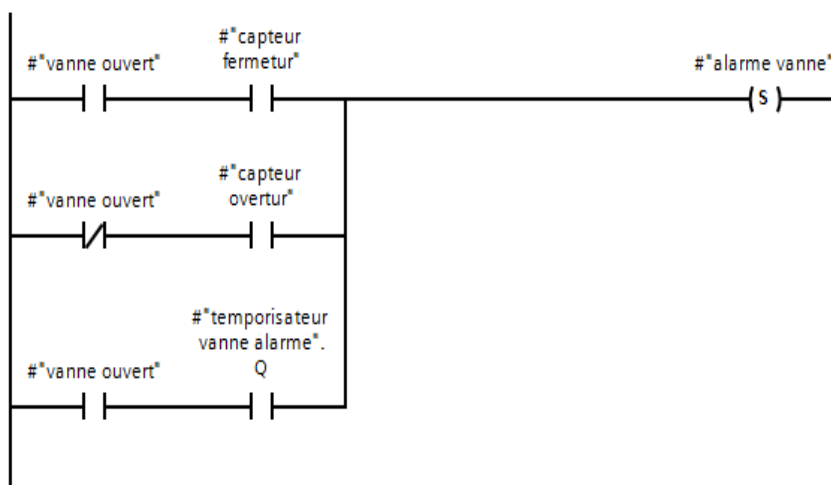 #"capteur
fermetur"
#"vanne ouvert"
#"alarme vanne"
S
#"capteur
overtur"
#"vanne ouvert"
#"temporisateur
vanne alarme".
Q
#"vanne ouvert"